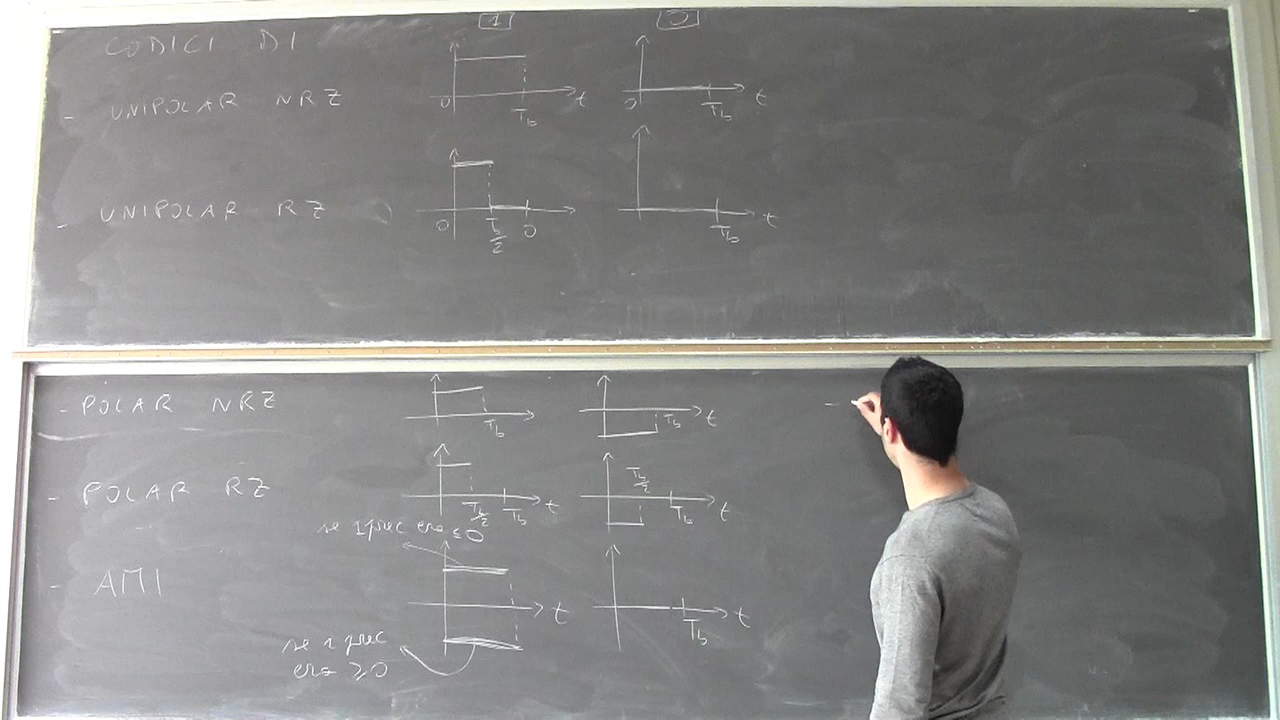 1 0
CODICI DI
- UNIPOLAR NRZ
0 Tb t
0 Tb t
- UNIPOLAR RZ
0 Tb/2 0
Tb t
- POLAR NRZ
Tb
Tb t
- POLAR RZ
Tb/2 Tb t
Tb/2 Tb t
se 1 prec era ≤0
- AMI
t
Tb t
se 1 prec
era ≥0
-